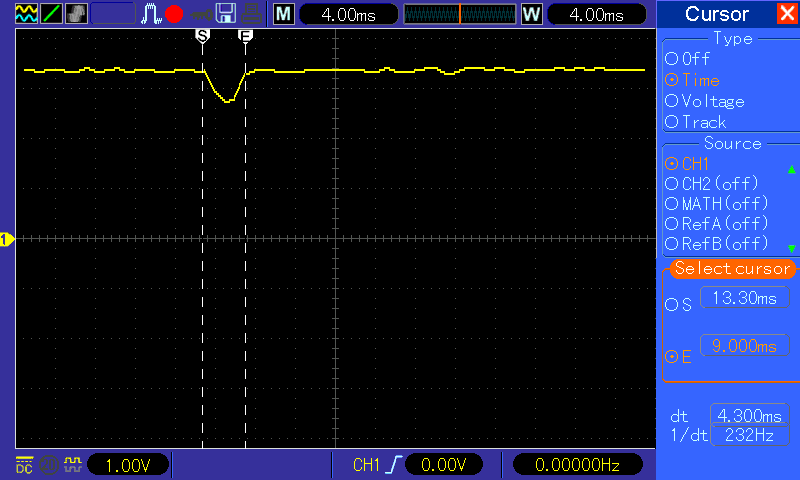 M 4.00ms W 4.00ms Cursor
S E
Type
Off
Time
Voltage
Track
Source
CH1
CH2(off)
MATH(off)
RefA(off)
RefB(off)
1
Select cursor
S 13.30ms
E 9.000ms
dt 4.300ms
1/dt 232Hz
DC 1.00V CH1 0.00V 0.00000Hz